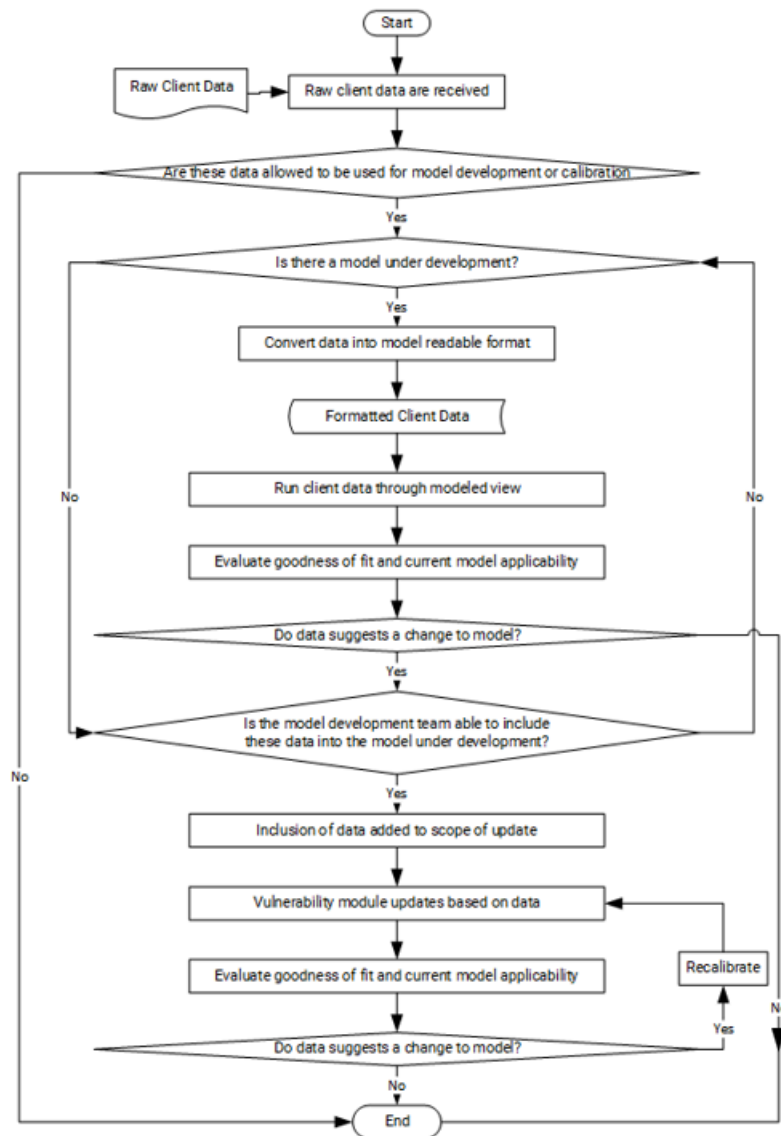 Start
Raw Client Data
Raw client data are received
Are these data allowed to be used for model development or calibration
Yes
Is there a model under development?
Yes
Convert data into model readable format
Formatted Client Data
Run client data through modeled view
No
No
Evaluate goodness of fit and current model applicability
Do data suggests a change to model?
Yes
Is the model development team able to include
these data into the model under development?
No
Yes
Inclusion of data added to scope of update
Vulnerability module updates based on data
Evaluate goodness of fit and current model applicability
Recalibrate
No
Yes
Do data suggests a change to model?
No
End